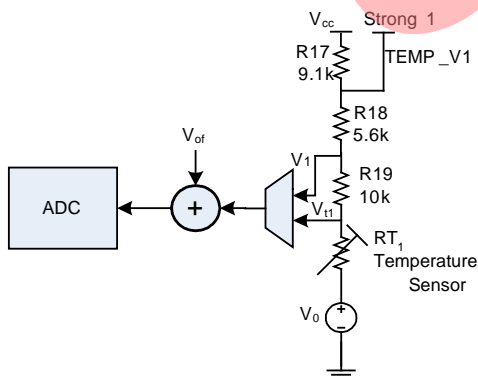 Vcc
Strong 1
R17
9.1k
TEMP _V1
R18
5.6k
Vof
V1
R19
10k
ADC
+
Vt1
RT1
Temperature
Sensor
V0
+
−